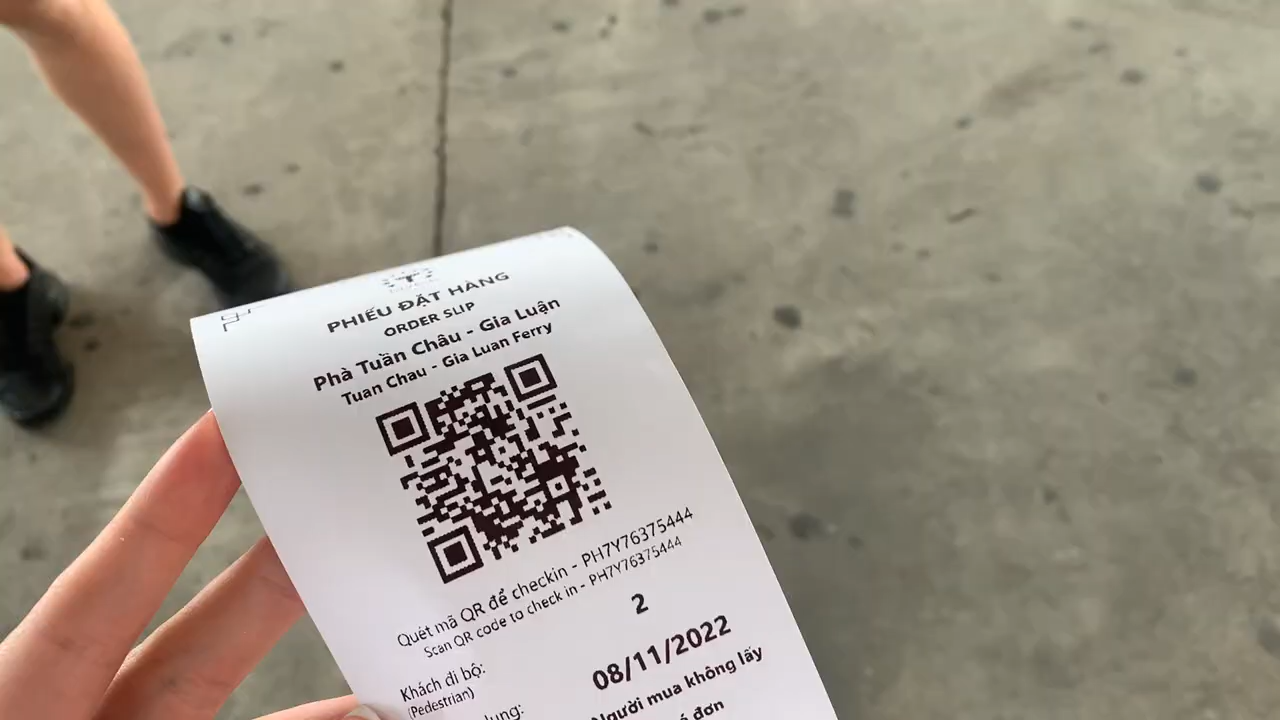 PHIẾU ĐẶT HÀNG
ORDER SLIP
Phà Tuần Châu - Gia Luận
Tuan Chau - Gia Luan Ferry
Quét mã QR để checkin - PH7Y76375444
Scan QR code to check in - PH7Y76375444
Khách đi bộ: 2
(Pedestrian)
08/11/2022
Người mua không lấy
đơn